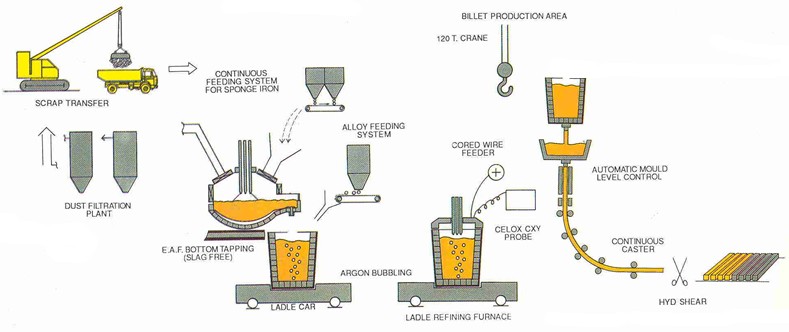 BILLET PRODUCTION AREA
120 T. CRANE
SCRAP TRANSFER
CONTINUOUS
FEEDING SYSTEM
FOR SPONGE IRON
ALLOY FEEDING
SYSTEM
CORED WIRE
FEEDER
AUTOMATIC MOULD
LEVEL CONTROL
DUST FILTRATION
PLANT
E.A.F. BOTTOM TAPPING
(SLAG FREE)
CELOX CXY
PROBE
CONTINUOUS
CASTER
ARGON BUBBLING
LADLE CAR
LADLE REFINING FURNACE
HYD SHEAR